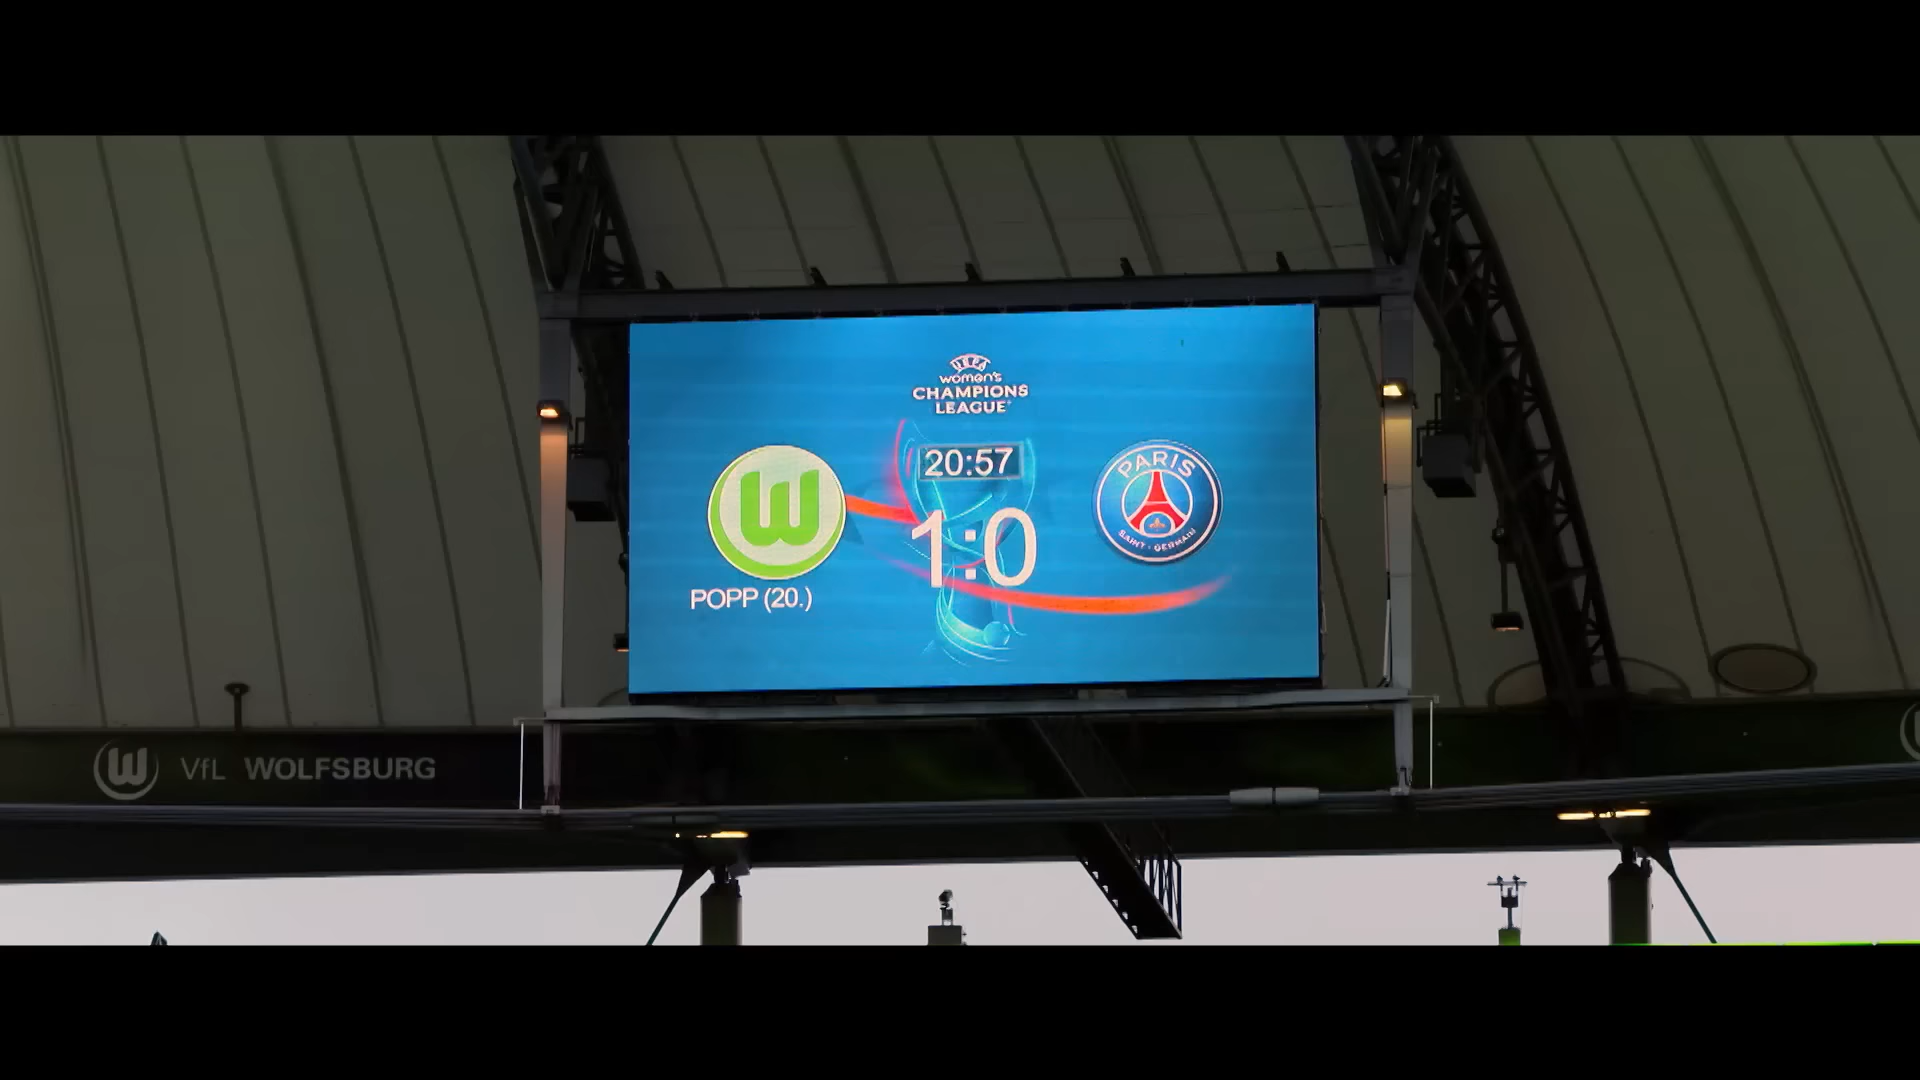 UEFA
WOMEN'S
CHAMPIONS
LEAGUE
20:57
1:0
PARIS
SAINT-GERMAIN
W
POPP (20.)
W VfL WOLFSBURG